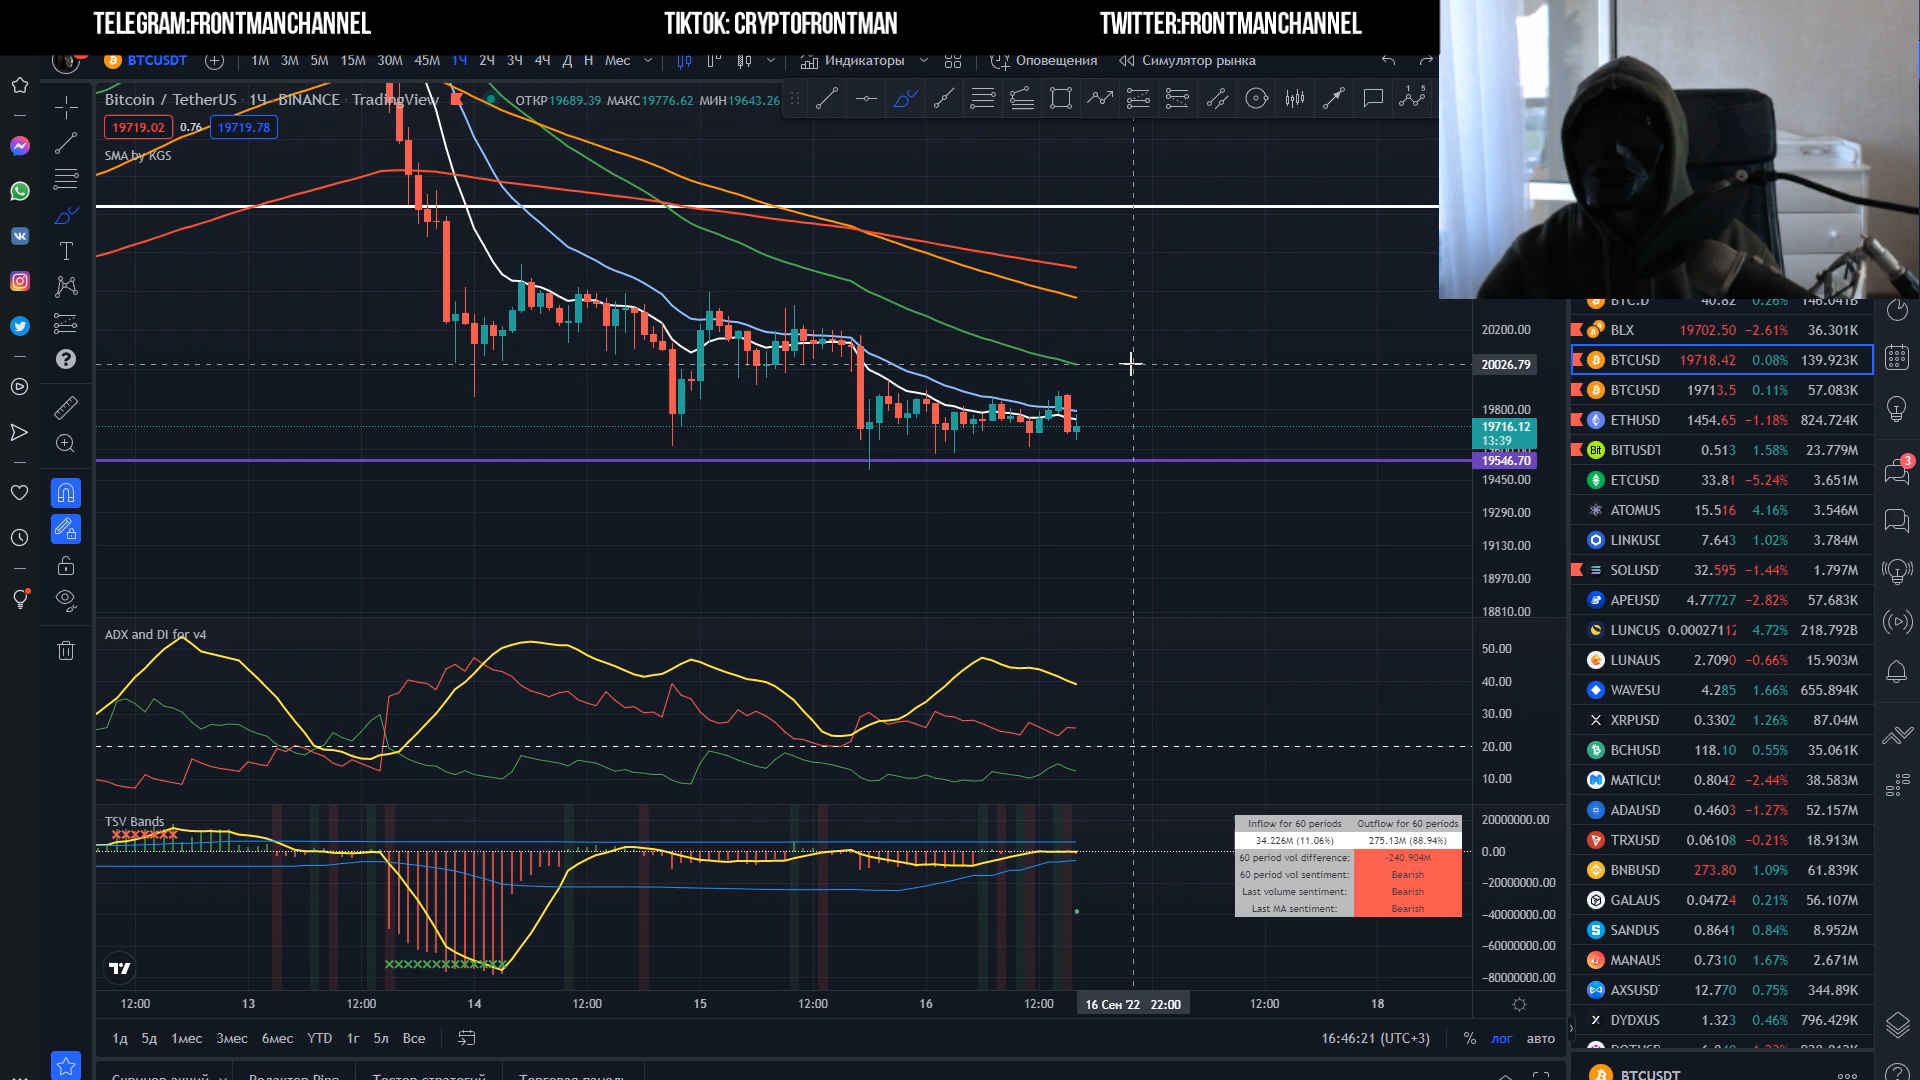 TELEGRAM:FRONTMANCHANNEL TIKTOK: CRYPTOFRONTMAN TWITTER:FRONTMANCHANNEL
BTCUSDT 1М 3М 5М 15М 30М 45М 1Ч 2Ч 3Ч 4Ч Д Н Мес Индикаторы Оповещения Симулятор рынка
Bitcoin / TetherUS · 1Ч · BINANCE · TradingView ОТКР19689.39 МАКС19776.62 МИН19643.26
19719.02 0.76 19719.78
SMA by KGS
20200.00
20026.79
19800.00
19716.12
13:39
19546.70
19450.00
19290.00
19130.00
18970.00
18810.00
ADX and DI for v4
50.00
40.00
30.00
20.00
10.00
TSV Bands
20000000.00
0.00
−20000000.00
−40000000.00
−60000000.00
−80000000.00
Inflow for 60 periods Outflow for 60 periods
34.226M (11.06%) 275.13M (88.94%)
60 period vol difference: -240.904M
60 period vol sentiment: Bearish
Last volume sentiment: Bearish
Last MA sentiment: Bearish
12:00 13 12:00 14 12:00 15 12:00 16 12:00 16 Сен '22 22:00 12:00 18
1д 5д 1мес 3мес 6мес YTD 1г 5л Все 16:46:21 (UTC+3) % лог авто
BTC.D 40.82 0.26% 146.041B
BLX 19702.50 −2.61% 36.301K
BTCUSD 19718.42 0.08% 139.923K
BTCUSD 19713.5 0.11% 57.083K
ETHUSD 1454.65 −1.18% 824.724K
BITUSDT 0.513 1.58% 23.779M
ETCUSD 33.81 −5.24% 3.651M
ATOMUS 15.516 4.16% 3.546M
LINKUSD 7.643 1.02% 3.784M
SOLUSD 32.595 −1.44% 1.797M
APEUSD 4.77727 −2.82% 57.683K
LUNCUS 0.00027112 4.72% 218.792B
LUNAUS 2.7090 −0.66% 15.903M
WAVESU 4.285 1.66% 655.894K
XRPUSD 0.3302 1.26% 87.04M
BCHUSD 118.10 0.55% 35.061K
MATICUS 0.8042 −2.44% 38.583M
ADAUSD 0.4603 −1.27% 52.157M
TRXUSD 0.06108 −0.21% 18.913M
BNBUSD 273.80 1.09% 61.839K
GALAUS 0.04724 0.21% 56.107M
SANDUS 0.8641 0.84% 8.952M
MANAUS 0.7310 1.67% 2.671M
AXSUSD 12.770 0.75% 344.89K
DYDXUS 1.323 0.46% 796.429K
BTCUSDT
3